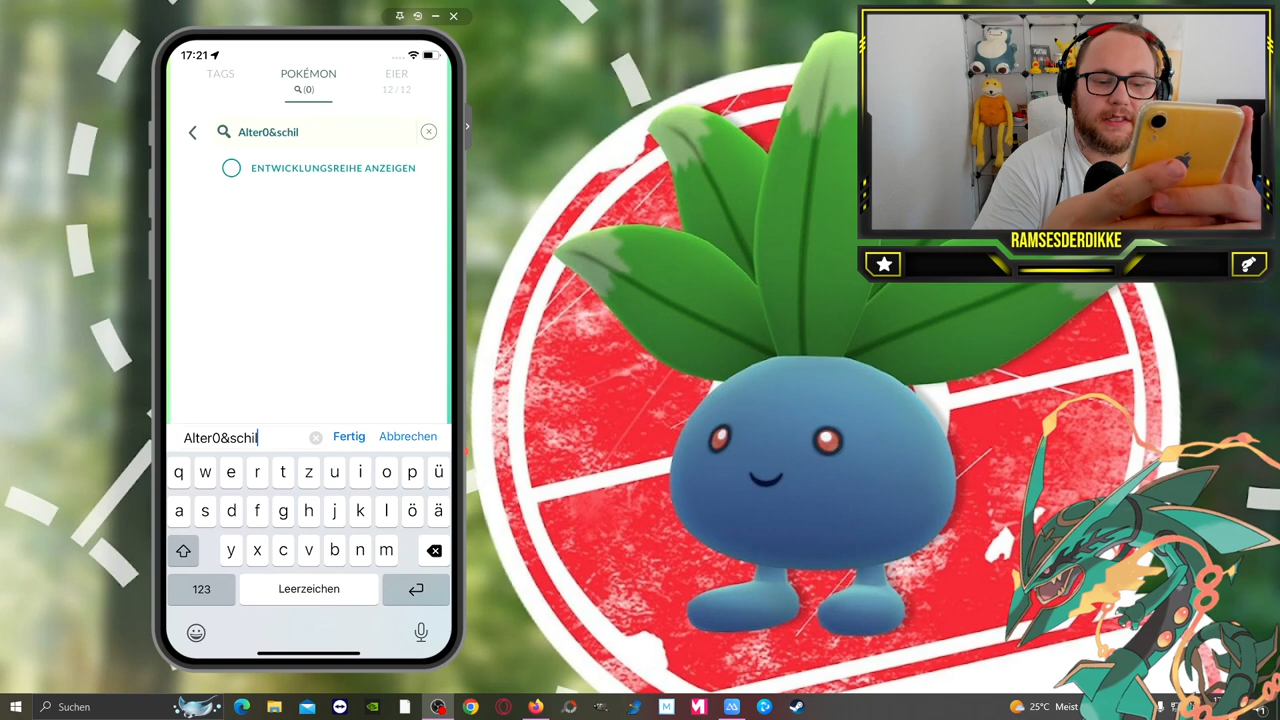 17:21
TAGS
POKÉMON
(0)
EIER
12 / 12
Alter0&schil
ENTWICKLUNGSREIHE ANZEIGEN
Alter0&schil
Fertig
Abbrechen
q w e r t z u i o p ü
a s d f g h j k l ö ä
y x c v b n m
123
Leerzeichen
RAMSESDERDIKKE
Suchen
25°C Meist